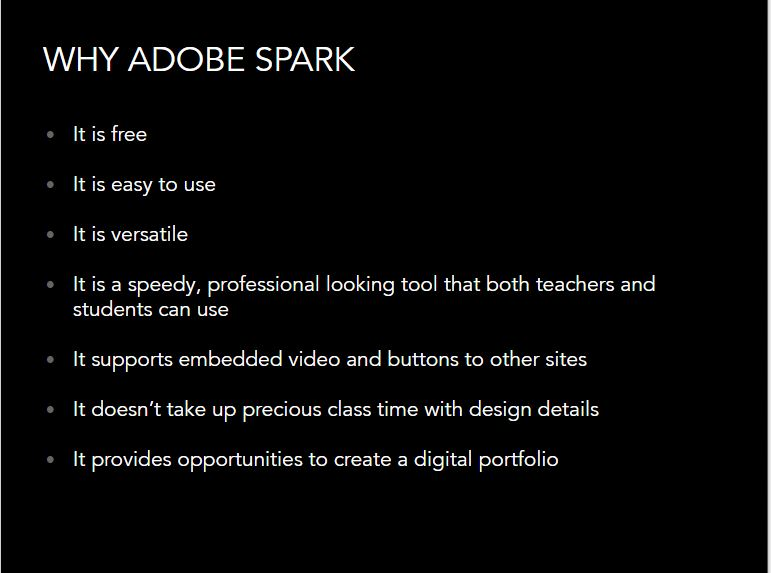 WHY ADOBE SPARK
• It is free
• It is easy to use
• It is versatile
• It is a speedy, professional looking tool that both teachers and
students can use
• It supports embedded video and buttons to other sites
• It doesn’t take up precious class time with design details
• It provides opportunities to create a digital portfolio